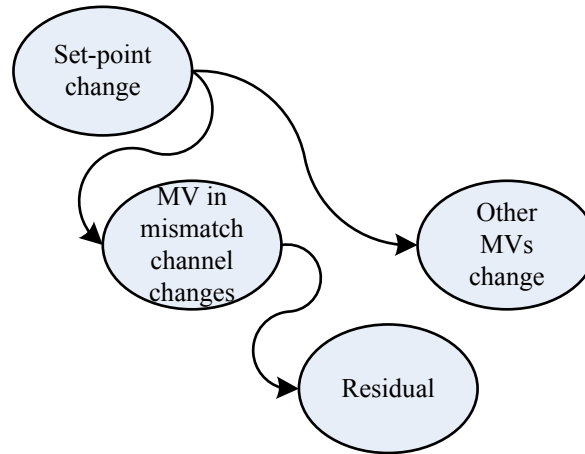 Set-point
change
MV in
mismatch
channel
changes
Other
MVs
change
Residual